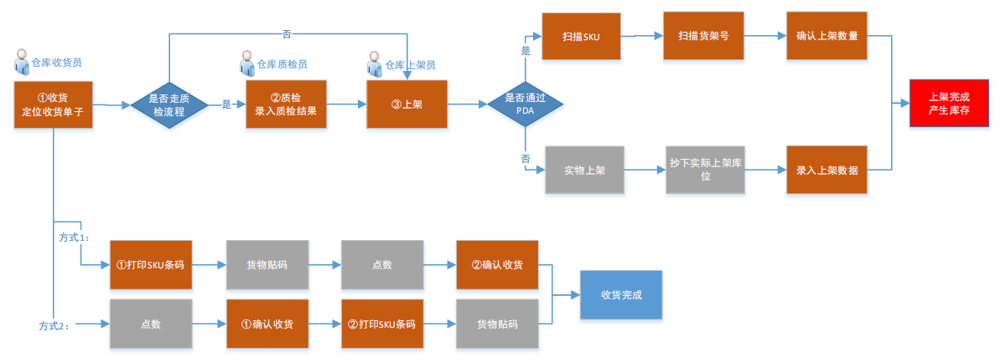 否
仓库收货员
仓库质检员
仓库上架员
①收货
定位收货单子
是否走质
检流程
是
②质检
录入质检结果
③上架
是否通过
PDA
是
扫描SKU
扫描货架号
确认上架数量
上架完成
产生库存
否
实物上架
抄下实际上架库
位
录入上架数据
方式1：
①打印SKU条码
货物贴码
点数
②确认收货
收货完成
方式2：
点数
①确认收货
②打印SKU条码
货物贴码